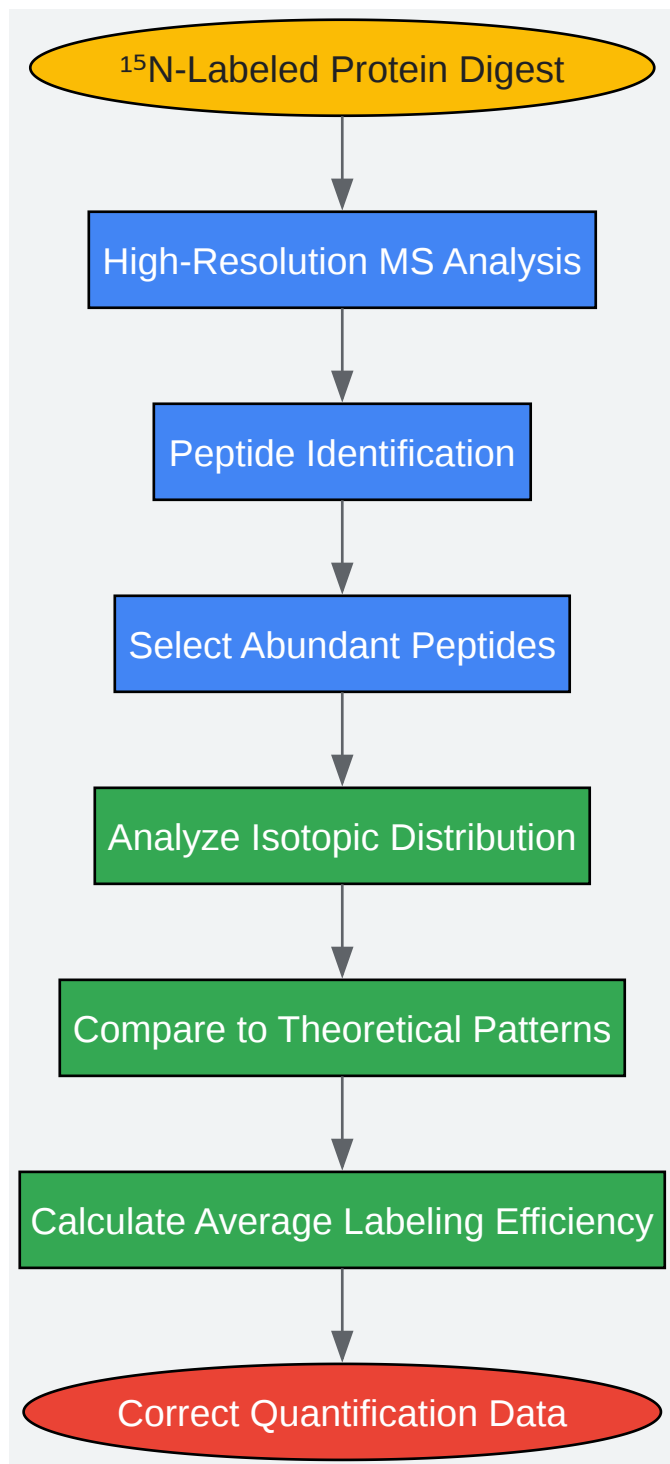 ¹⁵N-Labeled Protein Digest
High-Resolution MS Analysis
Peptide Identification
Select Abundant Peptides
Analyze Isotopic Distribution
Compare to Theoretical Patterns
Calculate Average Labeling Efficiency
Correct Quantification Data